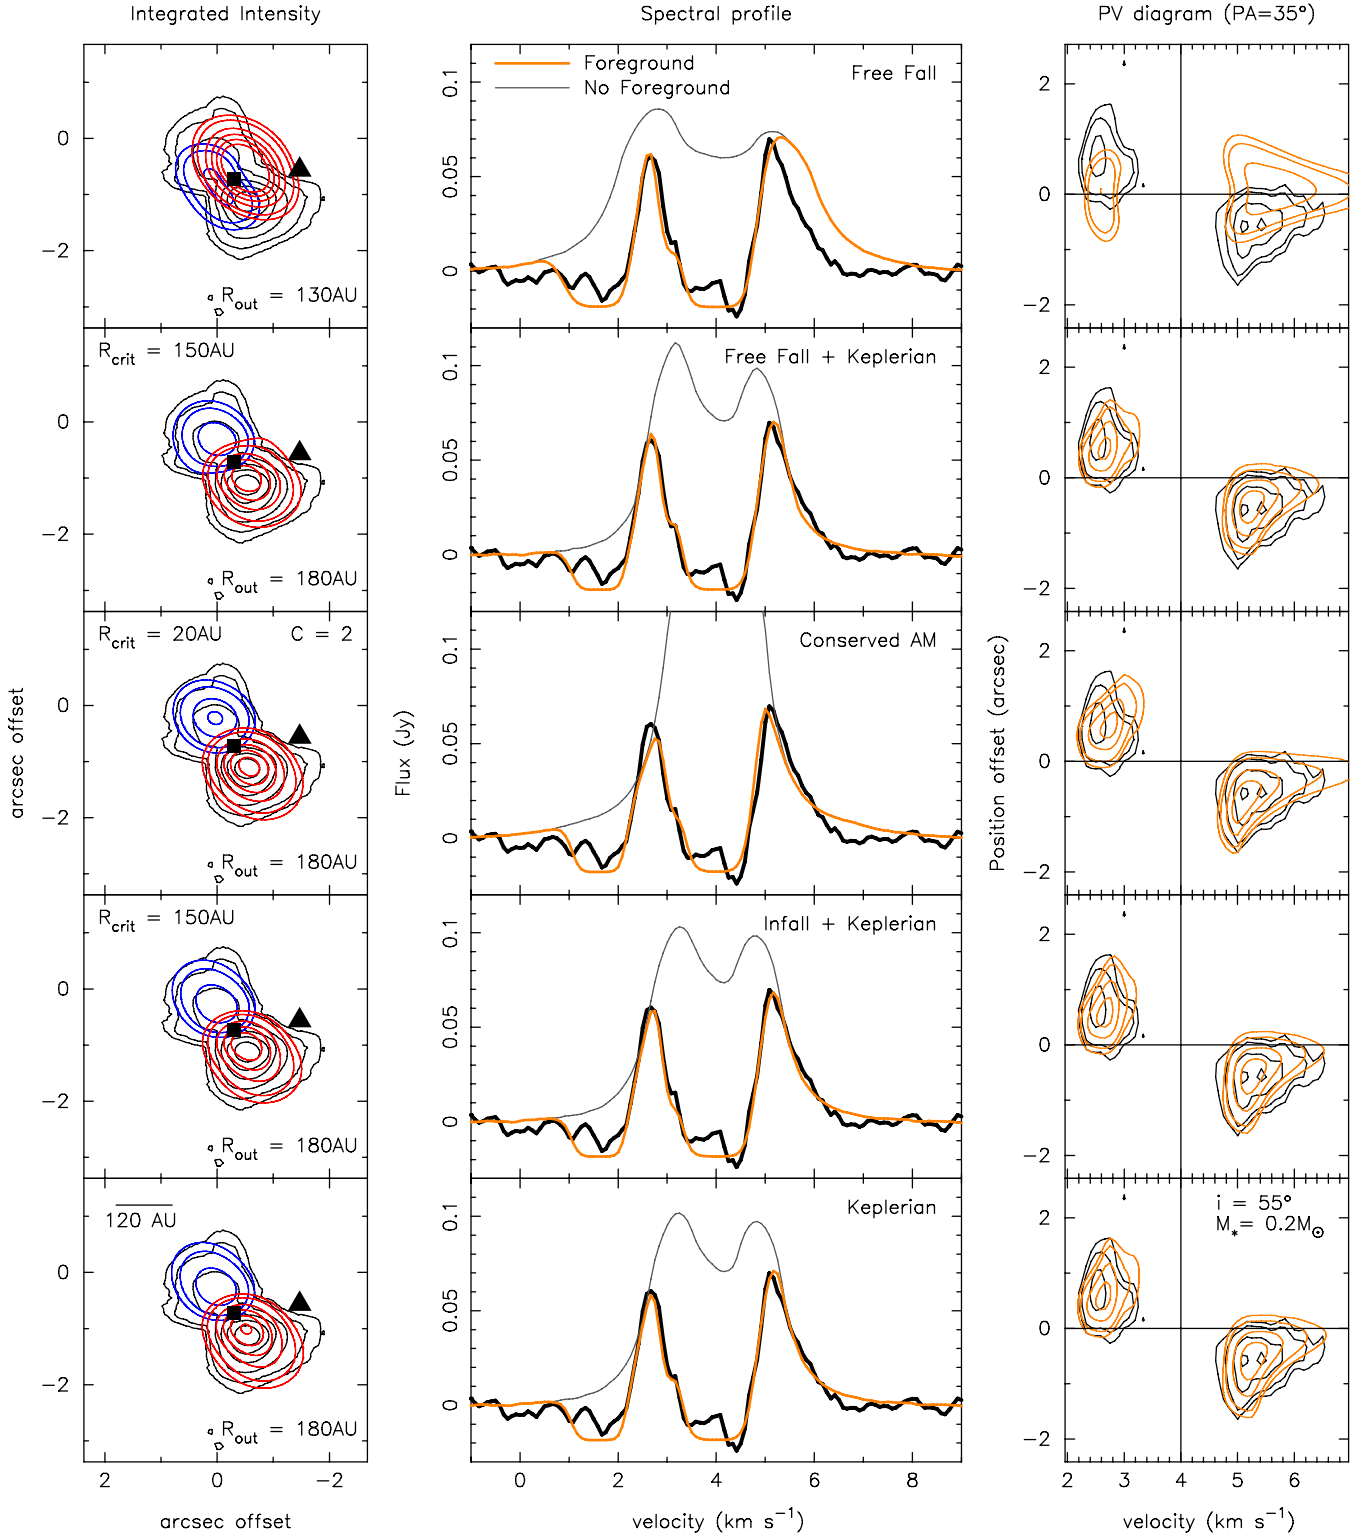 Integrated Intensity
Spectral profile
PV diagram (PA=35°)
Foreground
No Foreground
Free Fall
0.1
0.05
0
0
−2
R_out = 130AU
2
0
−2
R_crit = 150AU
Free Fall + Keplerian
0.1
0.05
0
0
−2
R_out = 180AU
2
0
−2
R_crit = 20AU
C = 2
Conserved AM
0.1
0.05
0
0
−2
R_out = 180AU
2
0
−2
arcsec offset
Flux (Jy)
Position offset (arcsec)
R_crit = 150AU
Infall + Keplerian
0.1
0.05
0
0
−2
R_out = 180AU
2
0
−2
120 AU
Keplerian
i = 55°
M_* = 0.2M_⊙
0.1
0.05
0
0
−2
R_out = 180AU
2
0
−2
2 0 −2
0 2 4 6 8
2 3 4 5 6
arcsec offset
velocity (km s⁻¹)
velocity (km s⁻¹)